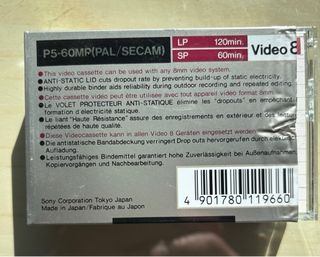 P5-60MP(PAL/SECAM)
LP 120min.
SP 60min.
Video 8
●This video cassette can be used with any 8mm video system.
●ANTI-STATIC LID cuts dropout rate by preventing build-up of static electricity.
●Highly durable binder aids reliability during outdoor recording and repeated editing.
●Cette cassette video peut être utilisée avec tout appareil video format 8mm
●Le VOLET PROTECTEUR ANTI-STATIQUE élimine les "dropouts" en empêchant la
formation d'électricité statique.
●Le liant "Haute Résistance" assure des enregistrements en extérieur et des lectures
répétées de haute qualité.
●Diese Videocassette kann in allen Video 8 Geräten eingesetzt werden.
●Die antistatische Bandabdeckung verringert Drop outs hervorgerufen durch elektrische
Aufladung.
●Leistungsfähiges Bindemittel garantiert hohe Zuverlässigkeit bei Außenaufnahmen,
Kopiervorgängen und Nachbearbeitung.
Sony Corporation Tokyo Japan
Made in Japan/Fabriqué au Japon
4 901780 119660